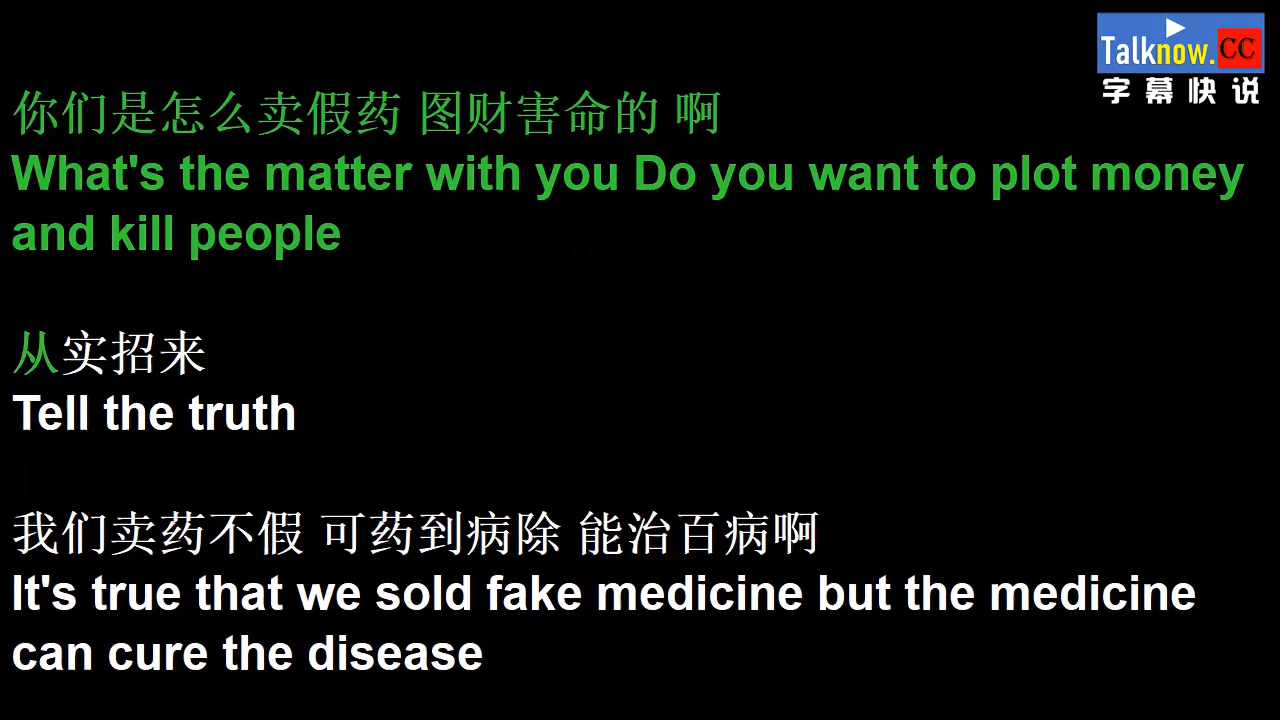 Talknow.CC
字幕快说
你们是怎么卖假药 图财害命的 啊
What's the matter with you Do you want to plot money
and kill people
从实招来
Tell the truth
我们卖药不假 可药到病除 能治百病啊
It's true that we sold fake medicine but the medicine
can cure the disease